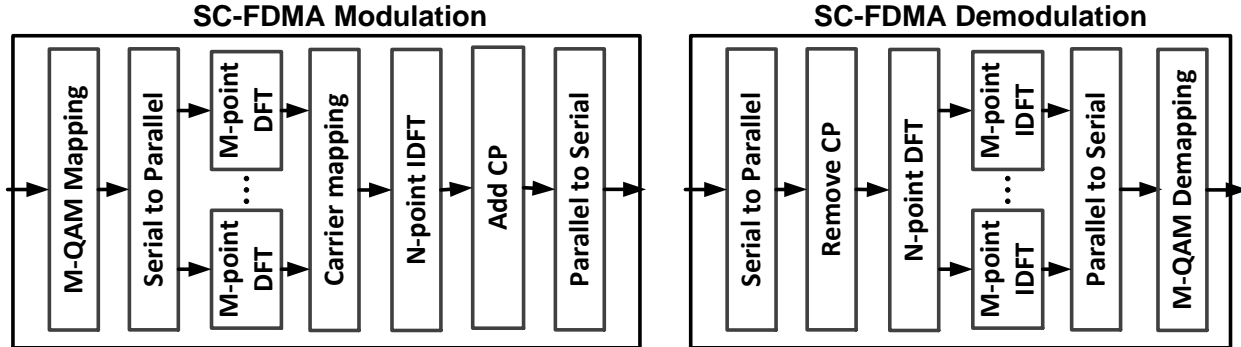 SC-FDMA Modulation
M-QAM Mapping
Serial to Parallel
M-point
DFT
...
M-point
DFT
Carrier mapping
N-point IDFT
Add CP
Parallel to Serial
SC-FDMA Demodulation
Serial to Parallel
Remove CP
N-point DFT
M-point
IDFT
...
M-point
IDFT
Parallel to Serial
M-QAM Demapping